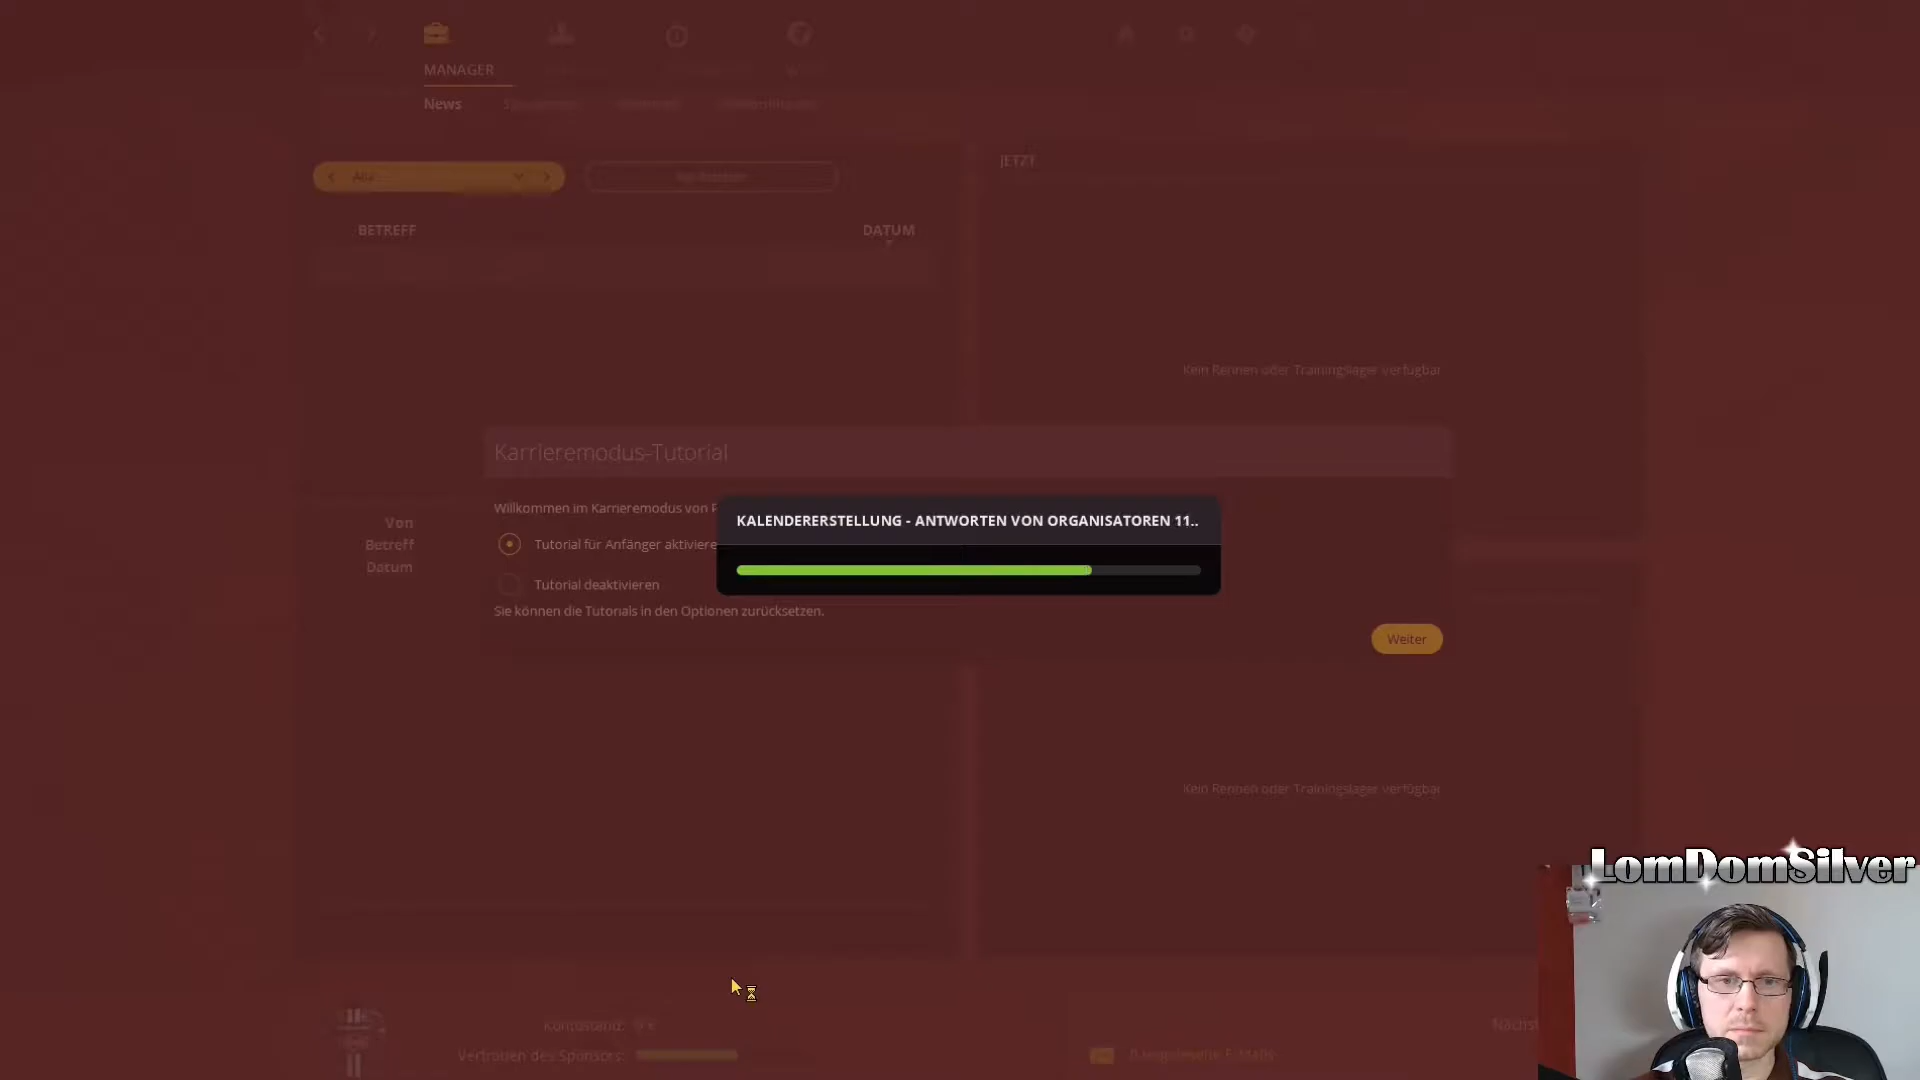 MANAGER
News
JETZT
BETREFF
DATUM
Kein Rennen oder Trainingslager verfügbar
Karrieremodus-Tutorial
Willkommen im Karrieremodus von
KALENDERERSTELLUNG - ANTWORTEN VON ORGANISATOREN 11..
Von
Betreff
Datum
Tutorial für Anfänger aktiviere
Tutorial deaktivieren
Sie können die Tutorials in den Optionen zurücksetzen.
Weiter
Kein Rennen oder Trainingslager verfügbar
LomDomSilver
Kontostand:
Vertrauen des Sponsors: